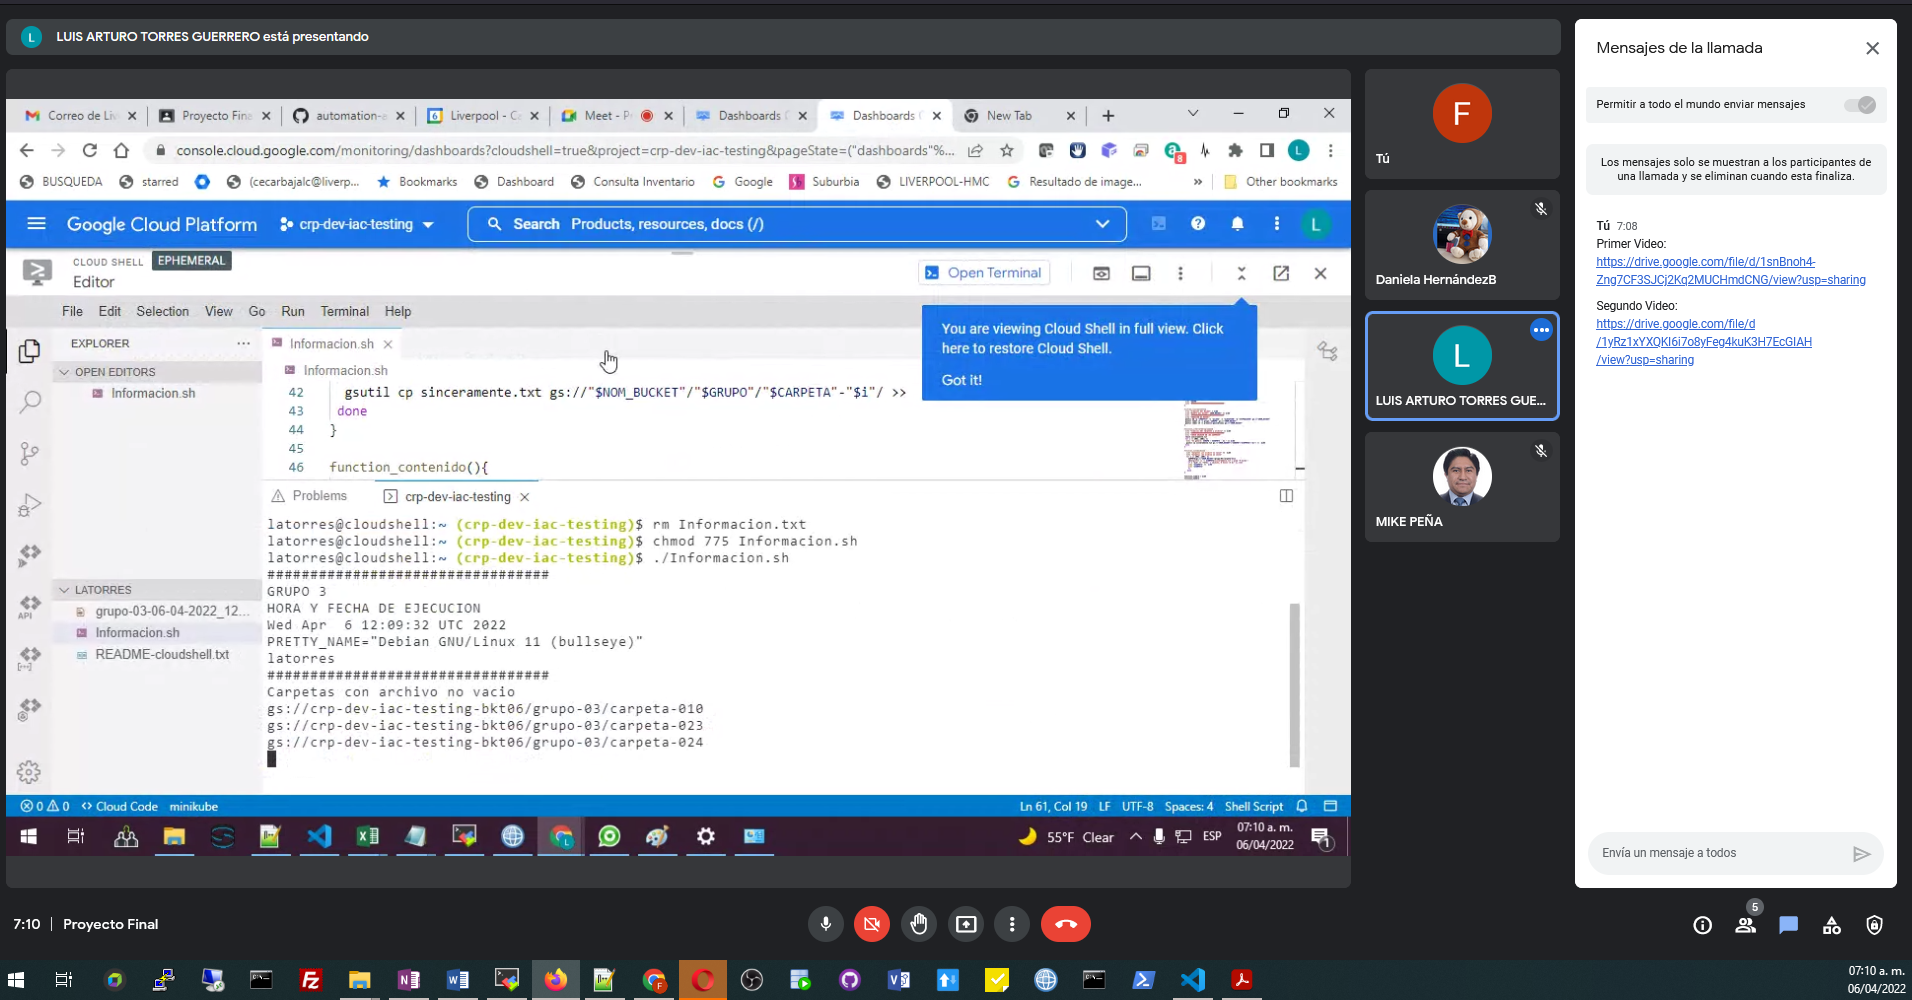 L
LUIS ARTURO TORRES GUERRERO está presentando
Correo de Li
Proyecto Fin
automation-
6
Liverpool - C
Meet - P
Dashboards
Dashboards
New Tab
console.cloud.google.com/monitoring/dashboards?cloudshell=true&project=crp-dev-iac-testing&pageState=("dashboards"%...
8
L
BUSQUEDA
starred
(cecarbajalc@liverp...
Bookmarks
Dashboard
Consulta Inventario
Google
Suburbia
LIVERPOOL-HMC
Resultado de image...
»
Other bookmarks
Google Cloud Platform
crp-dev-iac-testing
Search Products, resources, docs (/)
L
CLOUD SHELL
EPHEMERAL
Editor
Open Terminal
File
Edit
Selection
View
Go
Run
Terminal
Help
You are viewing Cloud Shell in full view. Click
here to restore Cloud Shell.
Got it!
EXPLORER
Informacion.sh
OPEN EDITORS
Informacion.sh
Informacion.sh
42 gsutil cp sinceramente.txt gs://"$NOM_BUCKET"/"$GRUPO"/"$CARPETA"-"$i"/ >>
43 done
44 }
45
46 function_contenido(){
Problems
crp-dev-iac-testing
latorres@cloudshell:~ (crp-dev-iac-testing)$ rm Informacion.txt
latorres@cloudshell:~ (crp-dev-iac-testing)$ chmod 775 Informacion.sh
latorres@cloudshell:~ (crp-dev-iac-testing)$ ./Informacion.sh
#################################
GRUPO 3
HORA Y FECHA DE EJECUCION
Wed Apr  6 12:09:32 UTC 2022
PRETTY_NAME="Debian GNU/Linux 11 (bullseye)"
latorres
#################################
Carpetas con archivo no vacio
gs://crp-dev-iac-testing-bkt06/grupo-03/carpeta-010
gs://crp-dev-iac-testing-bkt06/grupo-03/carpeta-023
gs://crp-dev-iac-testing-bkt06/grupo-03/carpeta-024
API
LATORRES
grupo-03-06-04-2022_12...
Informacion.sh
README-cloudshell.txt
0
0
<> Cloud Code
minikube
Ln 61, Col 19
LF
UTF-8
Spaces: 4
Shell Script
55°F Clear
ESP
07:10 a. m.
06/04/2022
1
F
Tú
Daniela HernándezB
L
LUIS ARTURO TORRES GUE...
MIKE PEÑA
Mensajes de la llamada
Permitir a todo el mundo enviar mensajes
Los mensajes solo se muestran a los participantes de
una llamada y se eliminan cuando esta finaliza.
Tú 7:08
Primer Video:
https://drive.google.com/file/d/1snBnoh4-
Zng7CF3SJCj2Kq2MUCHmdCNG/view?usp=sharing
Segundo Video:
https://drive.google.com/file/d
/1yRz1xYXQKI6i7o8yFeg4kuK3H7EcGIAH
/view?usp=sharing
Envía un mensaje a todos
7:10
Proyecto Final
5
07:10 a. m.
06/04/2022